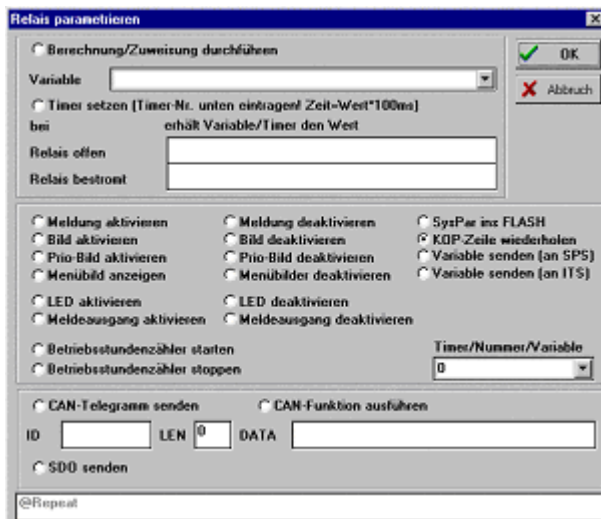 Relais parametrieren
Berechnung/Zuweisung durchführen
OK
Variable
Abbruch
Timer setzen (Timer-Nr. unten eintragen! Zeit=Wert*100ms)
bei erhält Variable/Timer den Wert
Relais offen
Relais bestromt
Meldung aktivieren Meldung deaktivieren SysPar ins FLASH
Bild aktivieren Bild deaktivieren KOP-Zeile wiederholen
Prio-Bild aktivieren Prio-Bild deaktivieren Variable senden (an SPS)
Menübild anzeigen Menübilder deaktivieren Variable senden (an ITS)
LED aktivieren LED deaktivieren
Meldeausgang aktivieren Meldeausgang deaktivieren
Betriebsstundenzähler starten Timer/Nummer/Variable
Betriebsstundenzähler stoppen 0
CAN-Telegramm senden CAN-Funktion ausführen
ID LEN 0 DATA
SDO senden
@Repeat